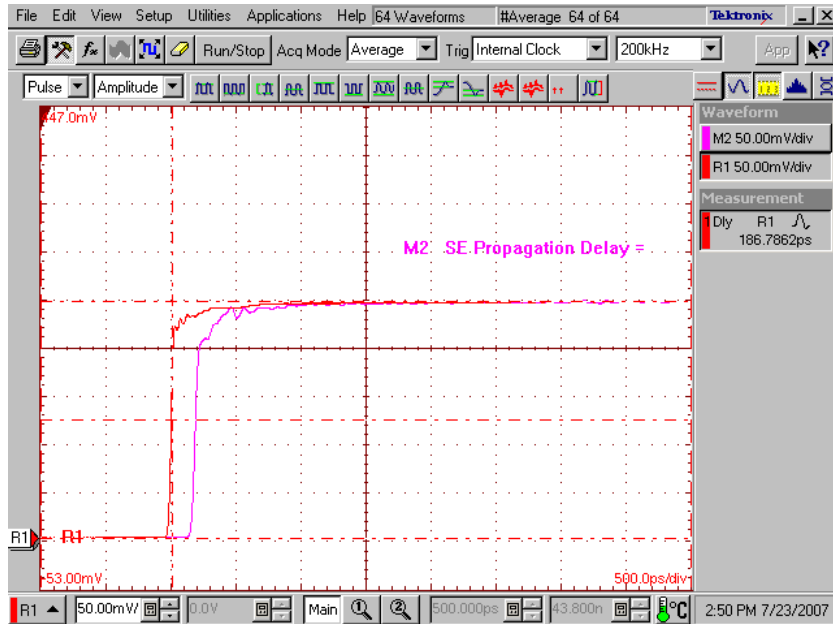 File Edit View Setup Utilities Applications Help 64 Waveforms #Average 64 of 64 Tektronix
Run/Stop Acq Mode Average Trig Internal Clock 200kHz App
Pulse Amplitude
47.0mV
Waveform
M2 50.00mV/div
R1 50.00mV/div
Measurement
1 Dly R1
186.7862ps
M2 SE Propagation Delay =
R1 R1
-53.00mV 500.0ps/div
R1 50.00mV/ 0.0V Main 1 2 500.000ps 43.800n °C 2:50 PM 7/23/2007